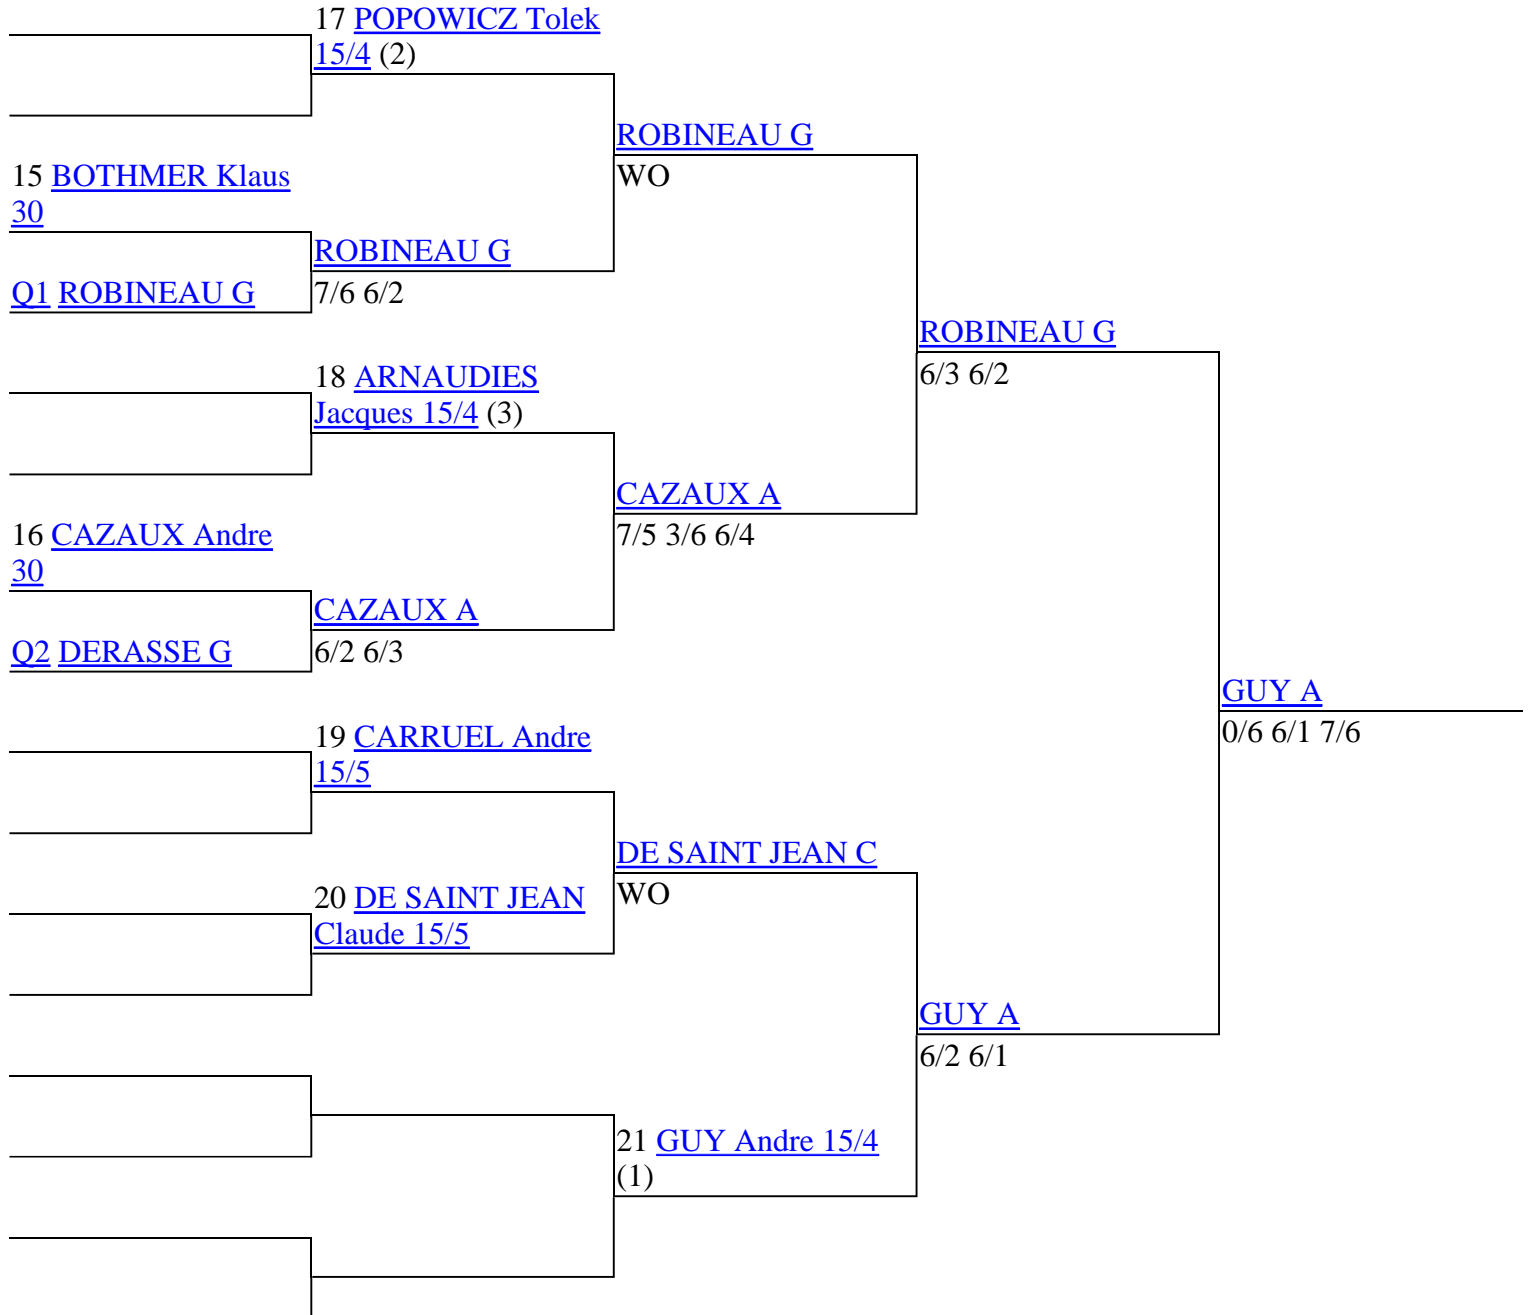 17 POPOWICZ Tolek
15/4 (2)
ROBINEAU G
WO
15 BOTHMER Klaus
30
ROBINEAU G
Q1 ROBINEAU G
7/6 6/2
ROBINEAU G
6/3 6/2
18 ARNAUDIES
Jacques 15/4 (3)
CAZAUX A
7/5 3/6 6/4
16 CAZAUX Andre
30
CAZAUX A
Q2 DERASSE G
6/2 6/3
GUY A
0/6 6/1 7/6
19 CARRUEL Andre
15/5
DE SAINT JEAN C
WO
20 DE SAINT JEAN
Claude 15/5
GUY A
6/2 6/1
21 GUY Andre 15/4
(1)